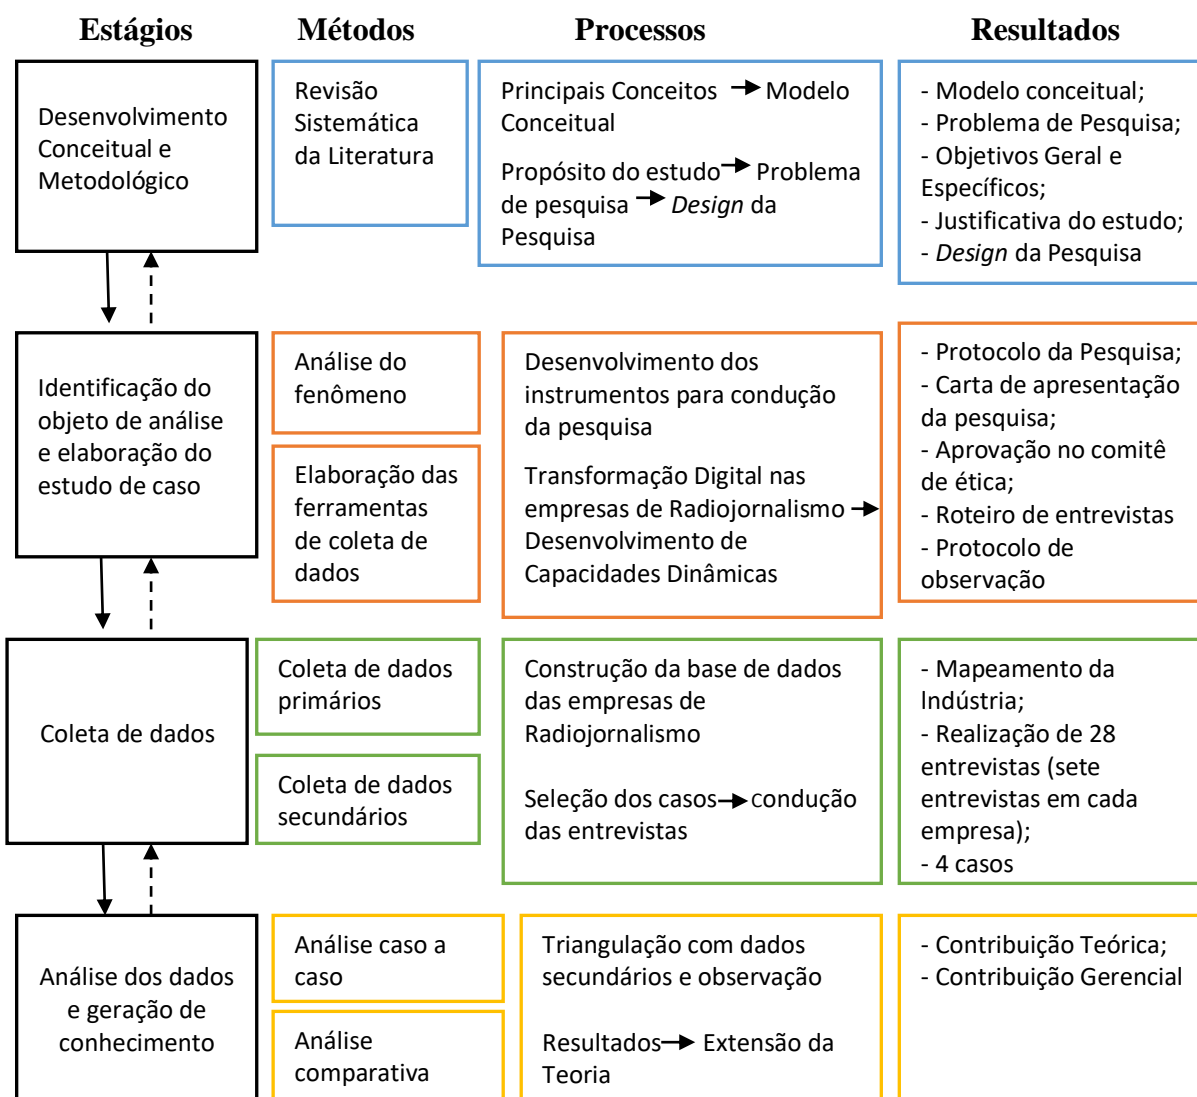 Estágios
Métodos
Processos
Resultados
Desenvolvimento
Conceitual e
Metodológico
Revisão
Sistemática
da Literatura
Principais Conceitos → Modelo
Conceitual
Propósito do estudo → Problema
de pesquisa → Design da
Pesquisa
- Modelo conceitual;
- Problema de Pesquisa;
- Objetivos Geral e
Específicos;
- Justificativa do estudo;
- Design da Pesquisa
Identificação do
objeto de análise
e elaboração do
estudo de caso
Análise do
fenômeno
Elaboração das
ferramentas
de coleta de
dados
Desenvolvimento dos
instrumentos para condução
da pesquisa
Transformação Digital nas
empresas de Radiojornalismo →
Desenvolvimento de
Capacidades Dinâmicas
- Protocolo da Pesquisa;
- Carta de apresentação
da pesquisa;
- Aprovação no comitê
de ética;
- Roteiro de entrevistas
- Protocolo de
observação
Coleta de dados
Coleta de dados
primários
Coleta de dados
secundários
Construção da base de dados
das empresas de
Radiojornalismo
Seleção dos casos → condução
das entrevistas
- Mapeamento da
Indústria;
- Realização de 28
entrevistas (sete
entrevistas em cada
empresa);
- 4 casos
Análise dos dados
e geração de
conhecimento
Análise caso a
caso
Análise
comparativa
Triangulação com dados
secundários e observação
Resultados → Extensão da
Teoria
- Contribuição Teórica;
- Contribuição Gerencial